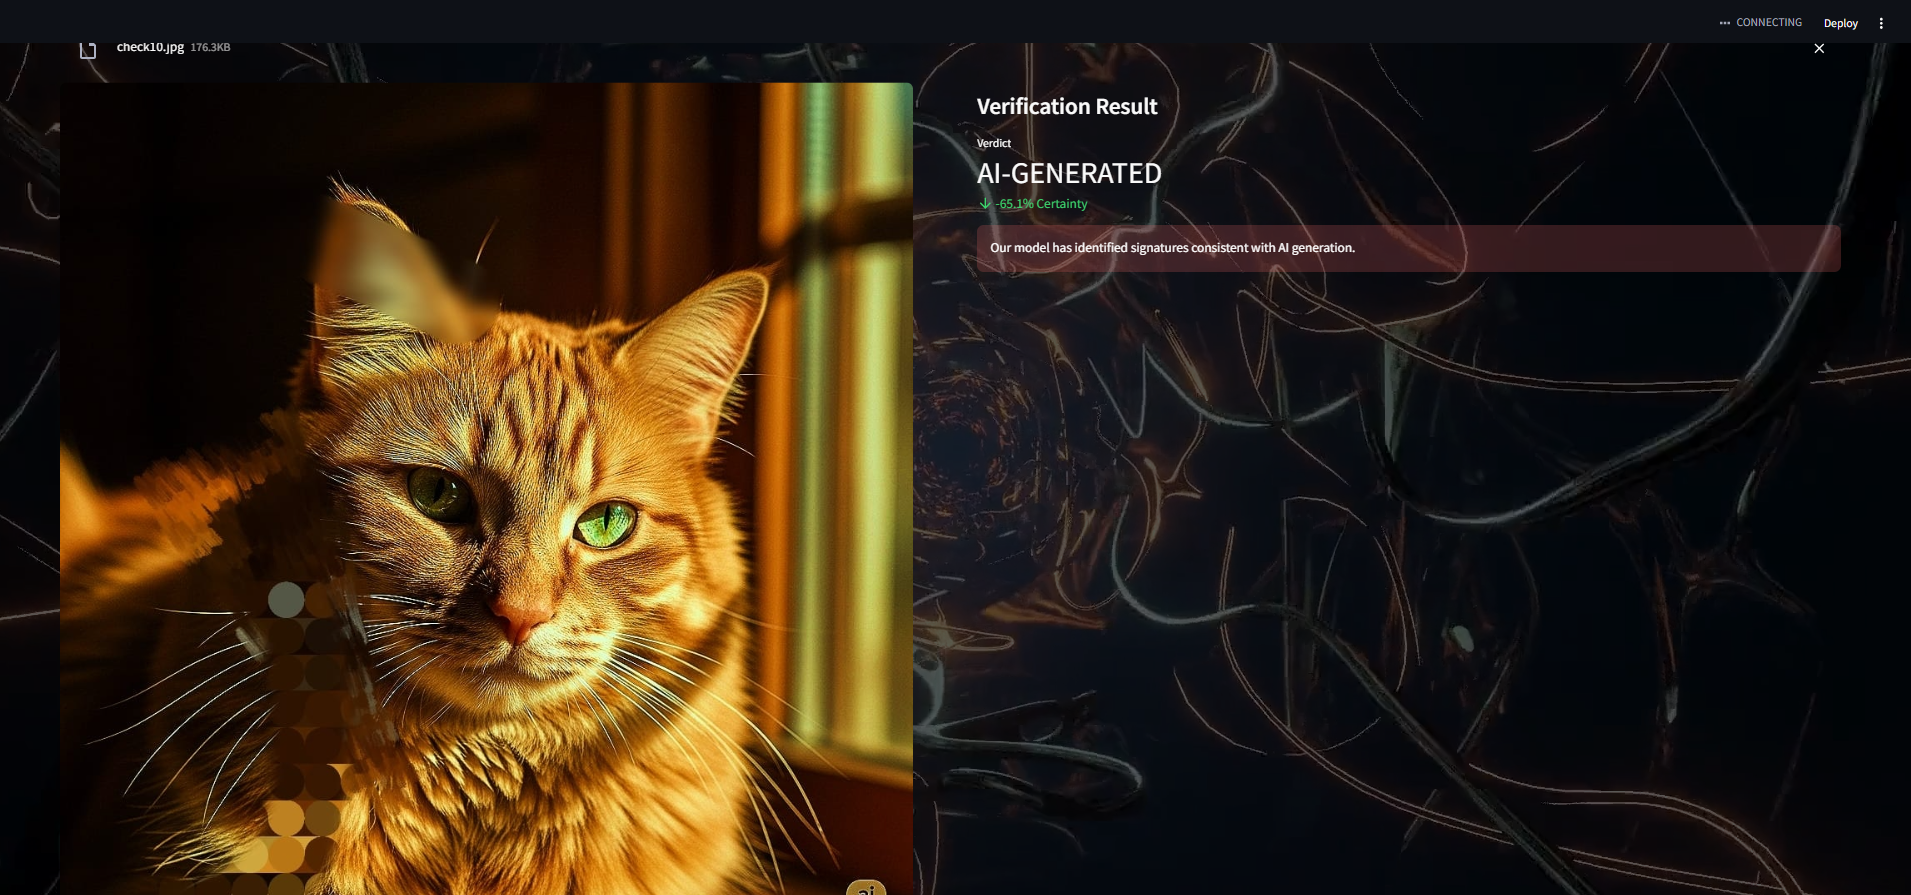 CONNECTING Deploy
check10.jpg 176.3KB
Verification Result
Verdict
AI-GENERATED
-65.1% Certainty
Our model has identified signatures consistent with AI generation.
ai